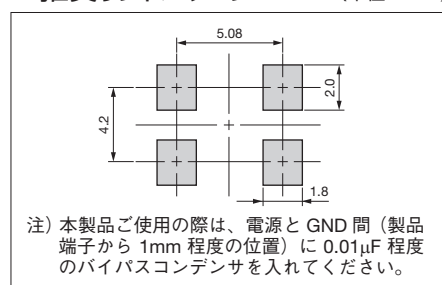 5.08
4.2
2.0
1.8
注) 本製品ご使用の際は、電源と GND 間（製品
端子から 1mm 程度の位置）に 0.01μF 程度
のバイパスコンデンサを入れてください。